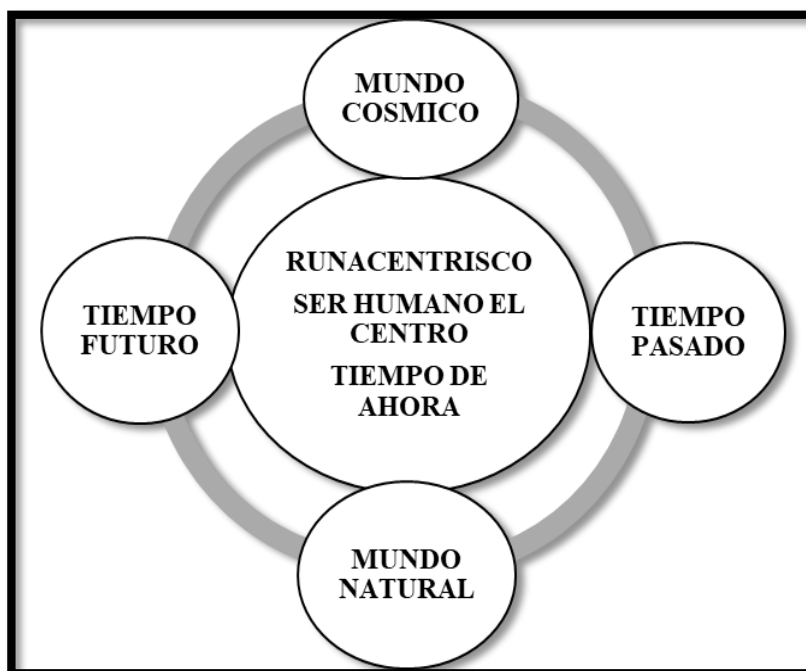 MUNDO
COSMICO
RUNACENTRISCO
SER HUMANO EL
CENTRO
TIEMPO DE
AHORA
TIEMPO
FUTURO
TIEMPO
PASADO
MUNDO
NATURAL